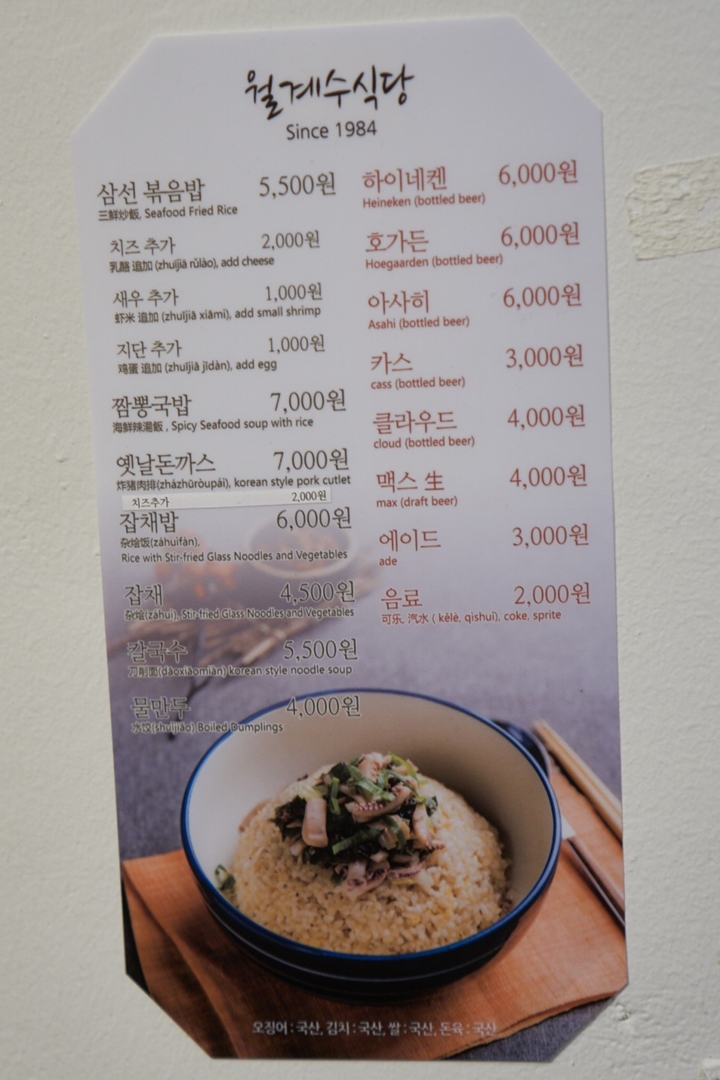 월계수식당
Since 1984
삼선 볶음밥 5,500원
三鮮炒飯, Seafood Fried Rice
치즈 추가 2,000원
乳酪 追加 (zhuījiā rǔlào), add cheese
새우 추가 1,000원
虾米 追加 (zhuījiā xiāmi), add small shrimp
지단 추가 1,000원
鸡蛋 追加 (zhuījiā jīdàn), add egg
짬뽕국밥 7,000원
海鮮辣湯飯 , Spicy Seafood soup with rice
옛날돈까스 7,000원
炸猪肉排(zházhūròupái), korean style pork cutlet
치즈추가 2,000원
잡채밥 6,000원
杂烩饭(záhuìfàn),
Rice with Stir-fried Glass Noodles and Vegetables
잡채 4,500원
杂烩(záhuì), Stir-fried Glass Noodles and Vegetables
칼국수 5,500원
刀削面(dāoxiāomiàn) korean style noodle soup
물만두 4,000원
水饺(shuǐjiǎo) Boiled Dumplings
하이네켄 6,000원
Heineken (bottled beer)
호가든 6,000원
Hoegaarden (bottled beer)
아사히 6,000원
Asahi (bottled beer)
카스 3,000원
cass (bottled beer)
클라우드 4,000원
cloud (bottled beer)
맥스 生 4,000원
max (draft beer)
에이드 3,000원
ade
음료 2,000원
可乐, 汽水 ( kělè, qìshuǐ), coke, sprite
오징어 : 국산, 김치 : 국산, 쌀 : 국산, 돈육 : 국산